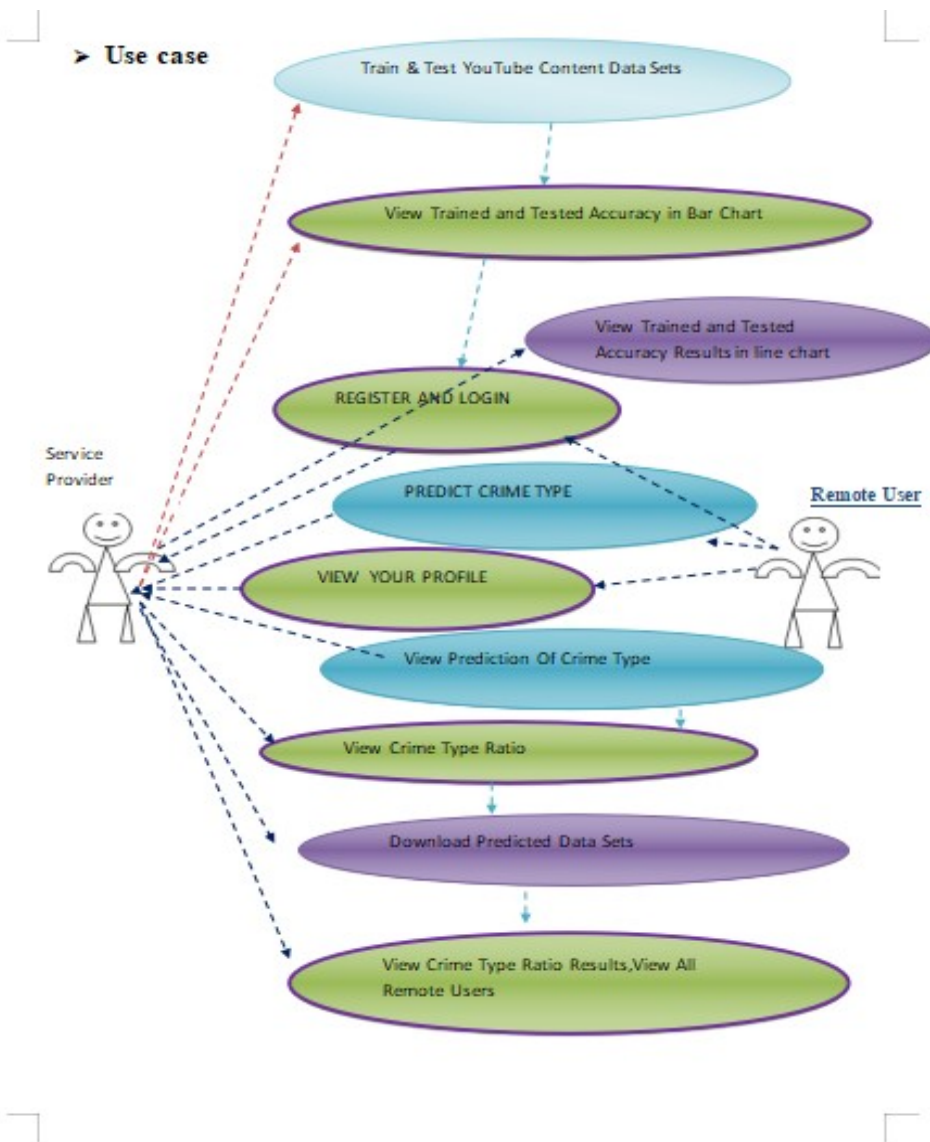 ➢ Use case
Train & Test YouTube Content Data Sets
View Trained and Tested Accuracy in Bar Chart
View Trained and Tested
Accuracy Results in line chart
REGISTER AND LOGIN
Service
Provider
PREDICT CRIME TYPE
Remote User
VIEW YOUR PROFILE
View Prediction Of Crime Type
View Crime Type Ratio
Download Predicted Data Sets
View Crime Type Ratio Results,View All
Remote Users